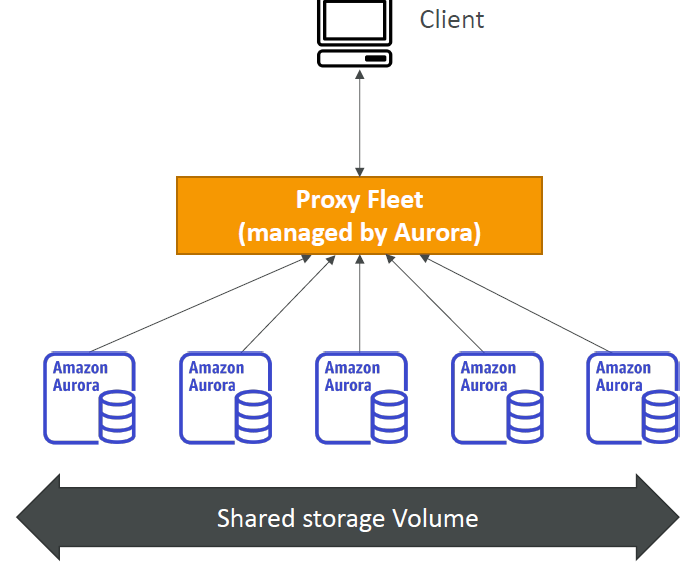 Client
Proxy Fleet
(managed by Aurora)
Amazon
Aurora
Amazon
Aurora
Amazon
Aurora
Amazon
Aurora
Amazon
Aurora
Shared storage Volume